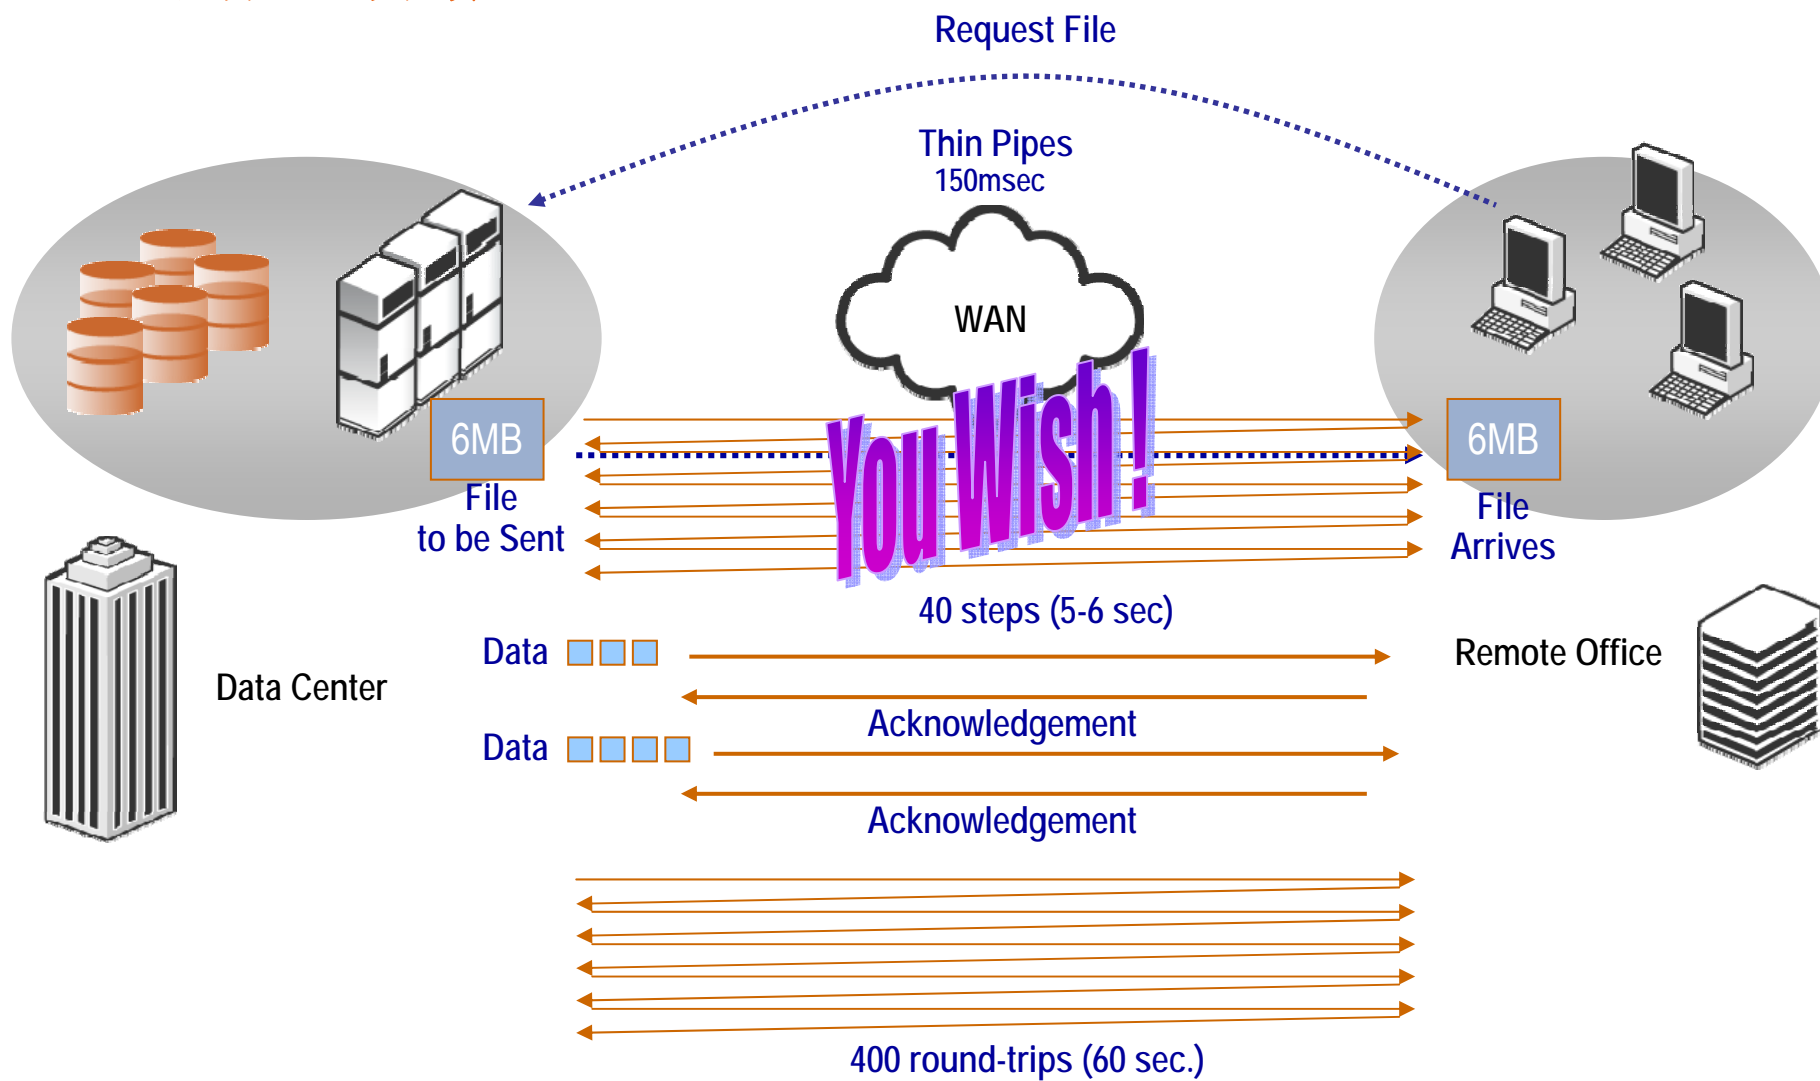 Request File
Thin Pipes
150msec
WAN
You Wish !
6MB
6MB
File
to be Sent
File
Arrives
40 steps (5-6 sec)
Data
Remote Office
Data Center
Acknowledgement
Data
Acknowledgement
400 round-trips (60 sec.)